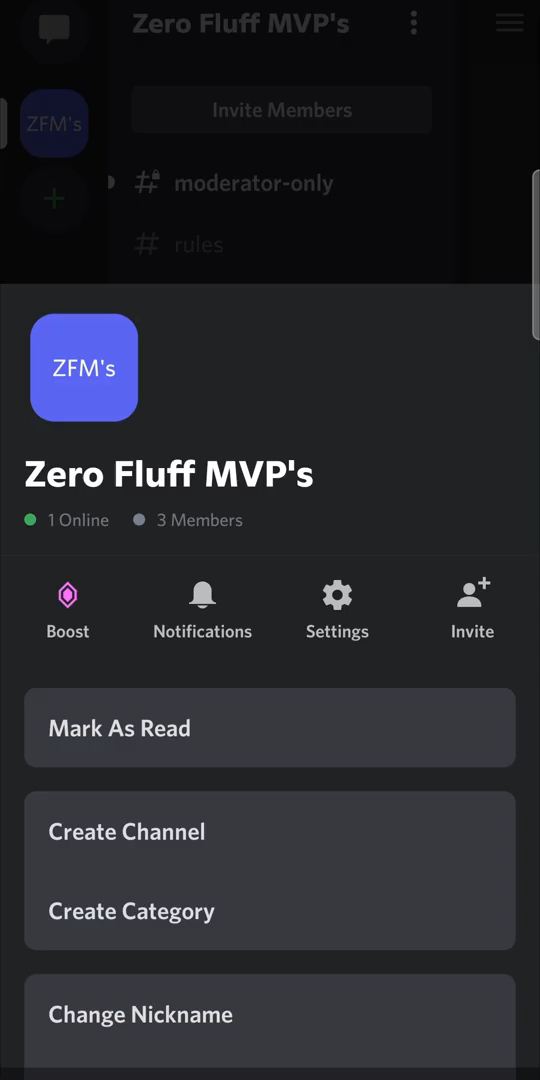 Zero Fluff MVP's
ZFM's
Invite Members
moderator-only
rules
ZFM's
Zero Fluff MVP's
1 Online 3 Members
Boost Notifications Settings Invite
Mark As Read
Create Channel
Create Category
Change Nickname